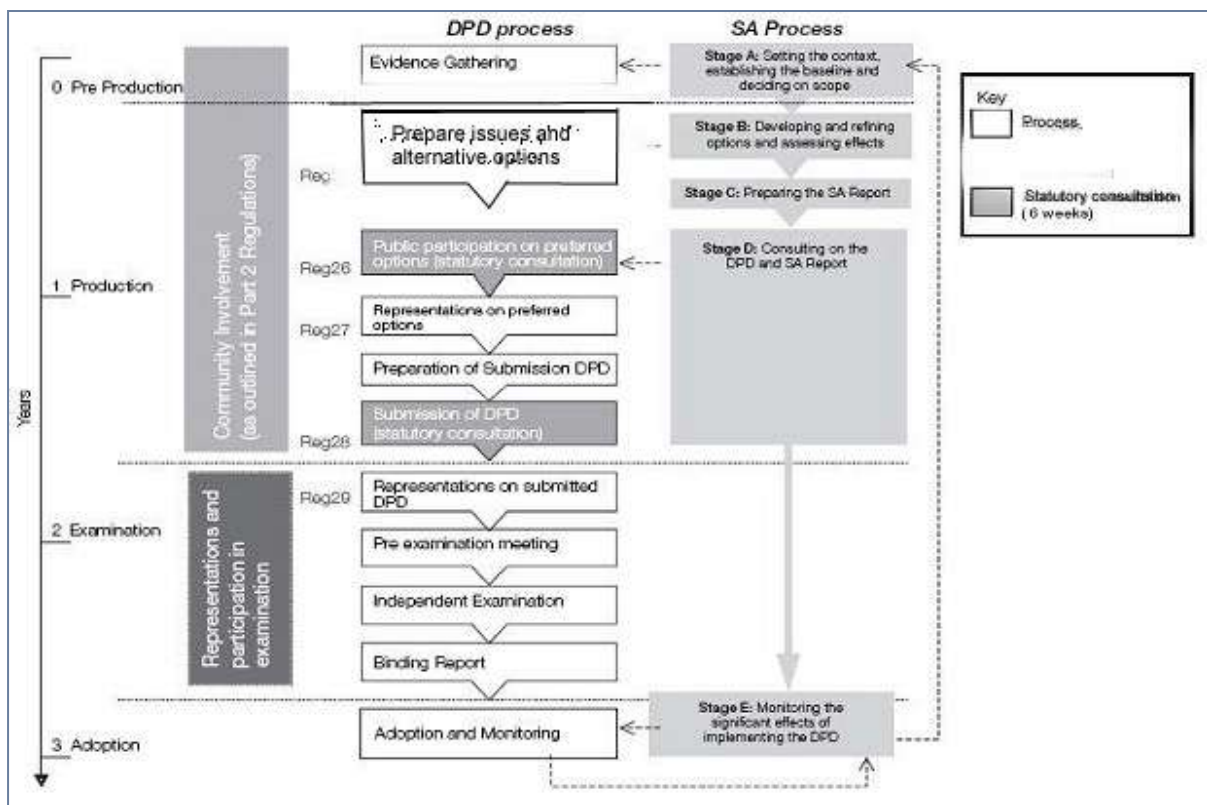 DPD process
SA Process
Evidence Gathering
Stage A: Setting the context,
establishing the baseline and
deciding on scope
0 Pre Production
Key
Process
Statutory consultation
( 6 weeks)
Prepare issues and
alternative options
Reg
Stage B: Developing and refining
options and assessing effects
Stage C: Preparing the SA Report
Community Involvement
(as outlined in Part 2 Regulations)
Public participation on preferred
options (statutory consultation)
Reg26
Stage D: Consulting on the
DPD and SA Report
1 Production
Representations on preferred
options
Reg27
Preparation of Submission DPD
Years
Submission of DPD
(statutory consultation)
Reg28
Representations and
participation in
examination
Reg29
Representations on submitted
DPD
2 Examination
Pre examination meeting
Independent Examination
Binding Report
Stage E: Monitoring the
significant effects of
implementing the DPD
Adoption and Monitoring
3 Adoption